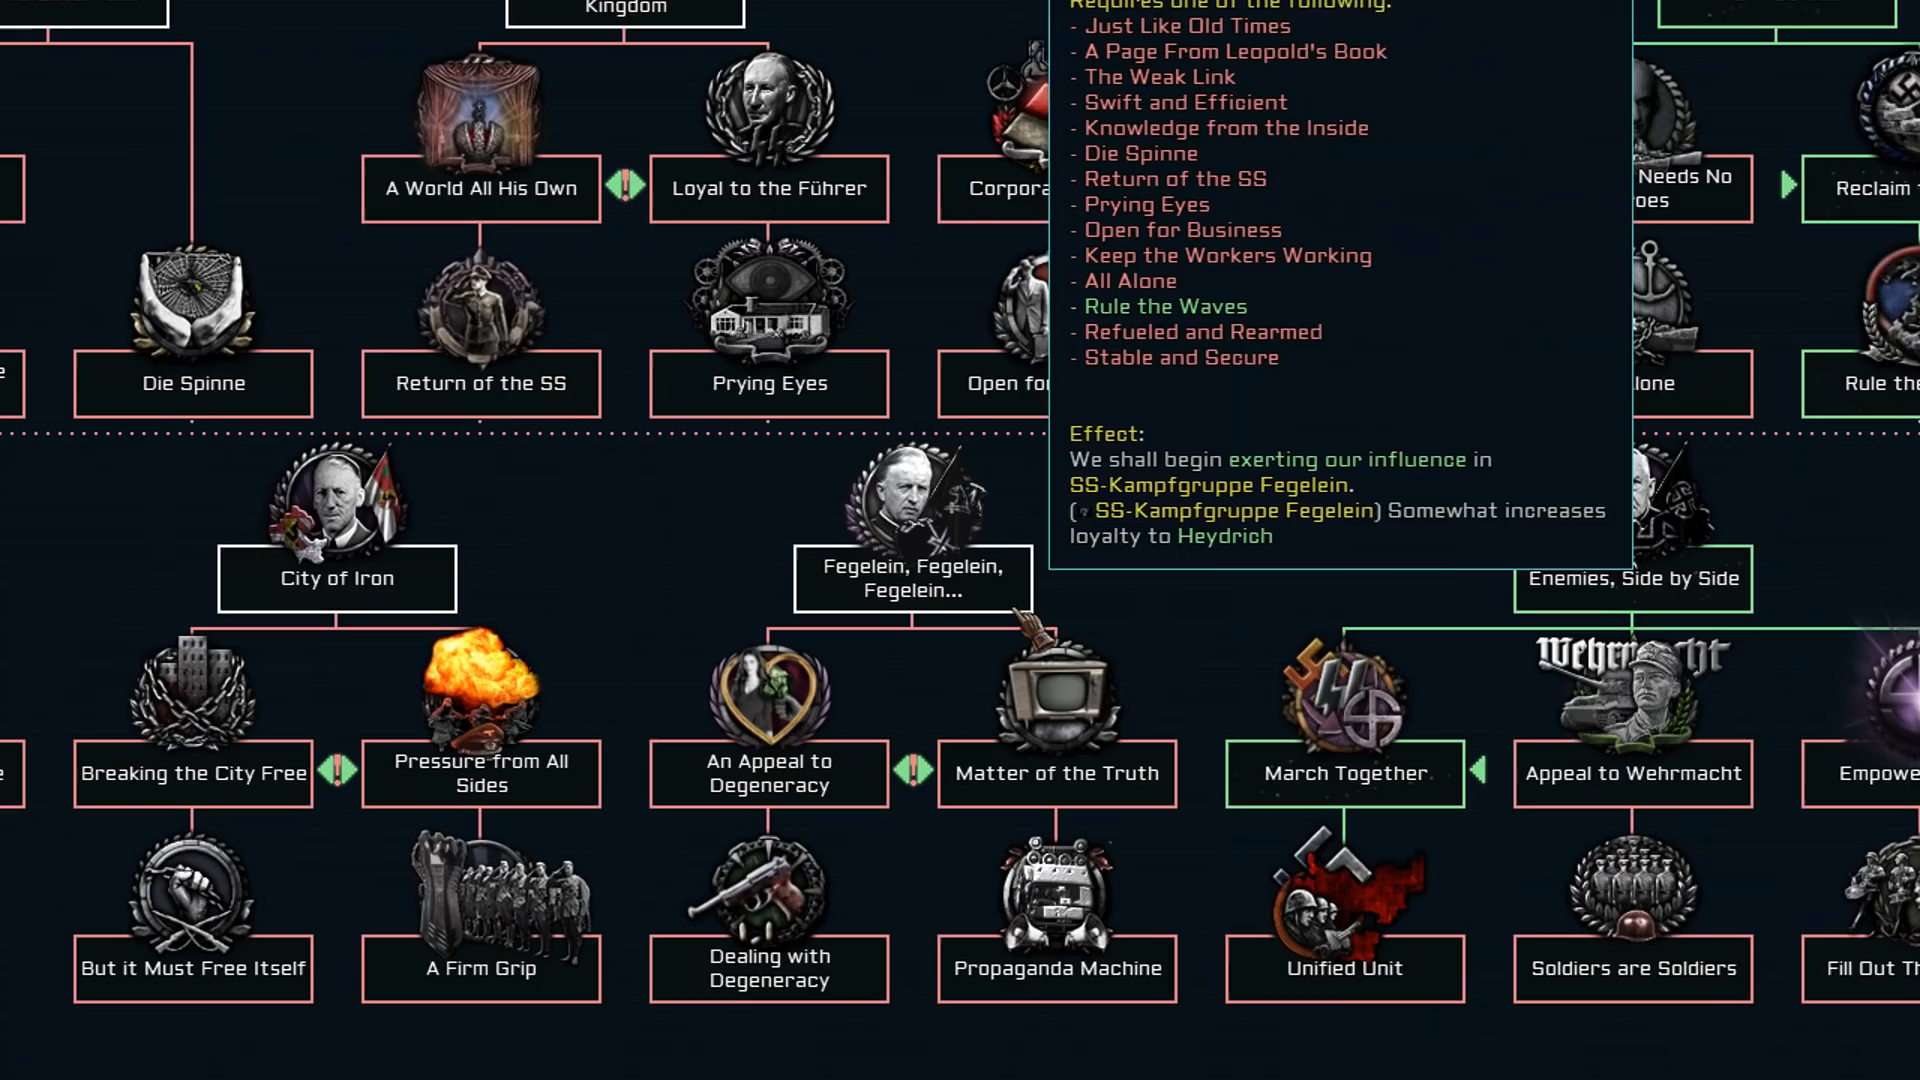 Kingdom
Requires one of the following:
- Just Like Old Times
- A Page From Leopold's Book
- The Weak Link
- Swift and Efficient
- Knowledge from the Inside
- Die Spinne
- Return of the SS
- Prying Eyes
- Open for Business
- Keep the Workers Working
- All Alone
- Rule the Waves
- Refueled and Rearmed
- Stable and Secure
Effect:
We shall begin exerting our influence in
SS-Kampfgruppe Fegelein.
(SS-Kampfgruppe Fegelein) Somewhat increases
loyalty to Heydrich
A World All His Own
Loyal to the Führer
Corpora
Needs No
oes
Reclaim
Die Spinne
Return of the SS
Prying Eyes
Open fo
lone
Rule the
City of Iron
Fegelein, Fegelein,
Fegelein...
Enemies, Side by Side
Wehrmacht
Breaking the City Free
Pressure from All
Sides
An Appeal to
Degeneracy
Matter of the Truth
March Together
Appeal to Wehrmacht
Empowe
But it Must Free Itself
A Firm Grip
Dealing with
Degeneracy
Propaganda Machine
Unified Unit
Soldiers are Soldiers
Fill Out Th